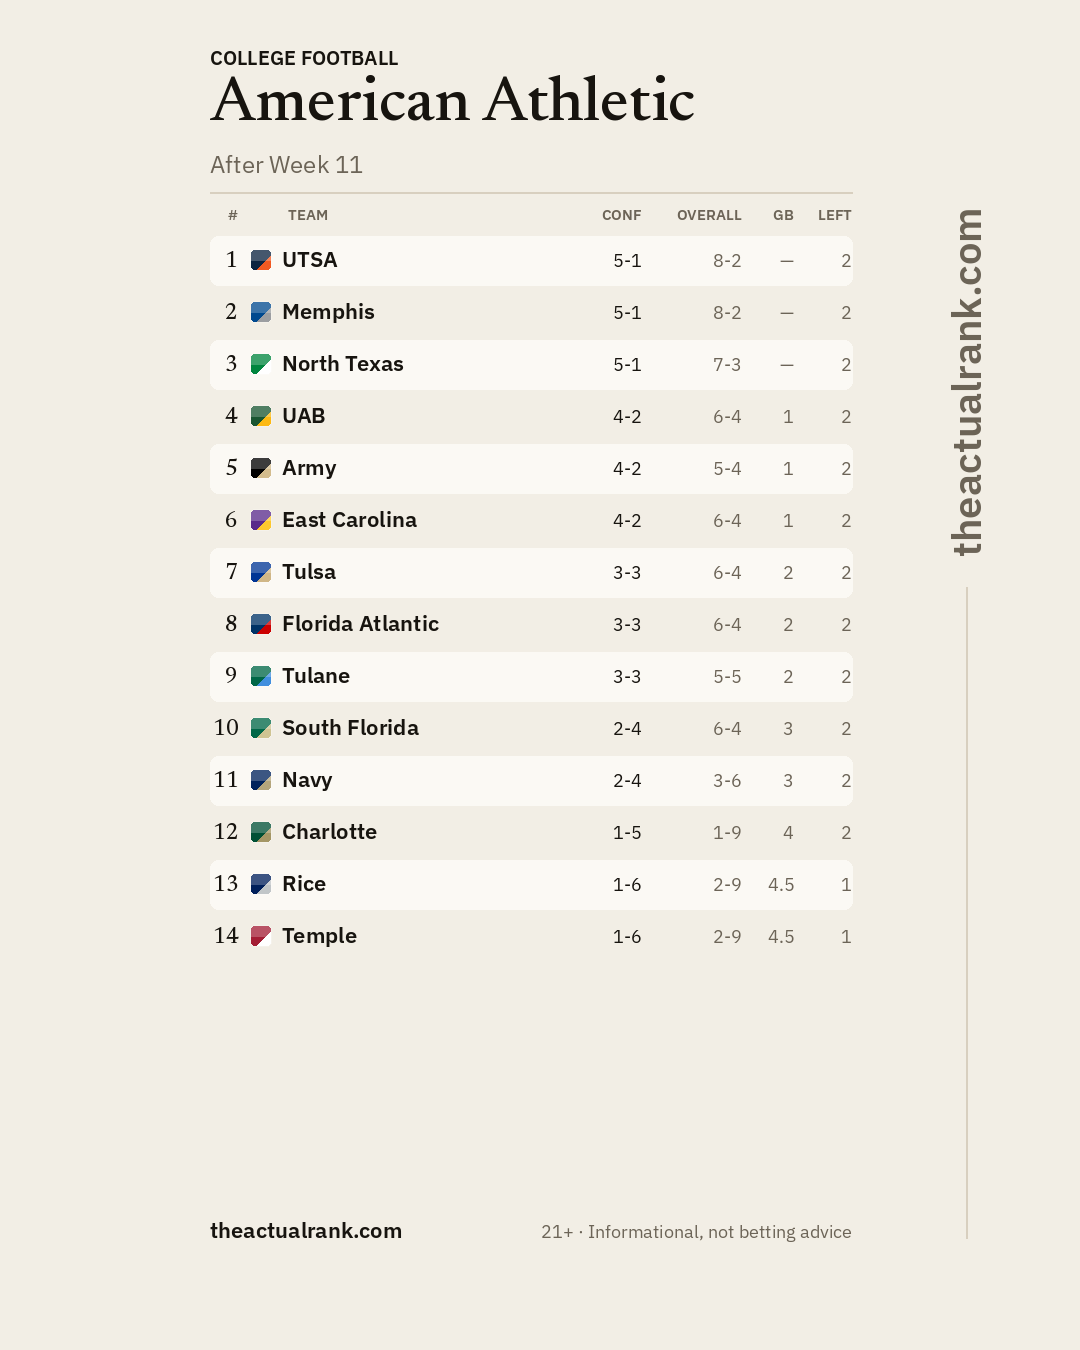 COLLEGE FOOTBALL
American Athletic
After Week 11
# TEAM CONF OVERALL GB LEFT
1 UTSA 5-1 8-2 — 2
2 Memphis 5-1 8-2 — 2
3 North Texas 5-1 7-3 — 2
4 UAB 4-2 6-4 1 2
5 Army 4-2 5-4 1 2
6 East Carolina 4-2 6-4 1 2
7 Tulsa 3-3 6-4 2 2
8 Florida Atlantic 3-3 6-4 2 2
9 Tulane 3-3 5-5 2 2
10 South Florida 2-4 6-4 3 2
11 Navy 2-4 3-6 3 2
12 Charlotte 1-5 1-9 4 2
13 Rice 1-6 2-9 4.5 1
14 Temple 1-6 2-9 4.5 1
theactualrank.com 21+ · Informational, not betting advice
theactualrank.com